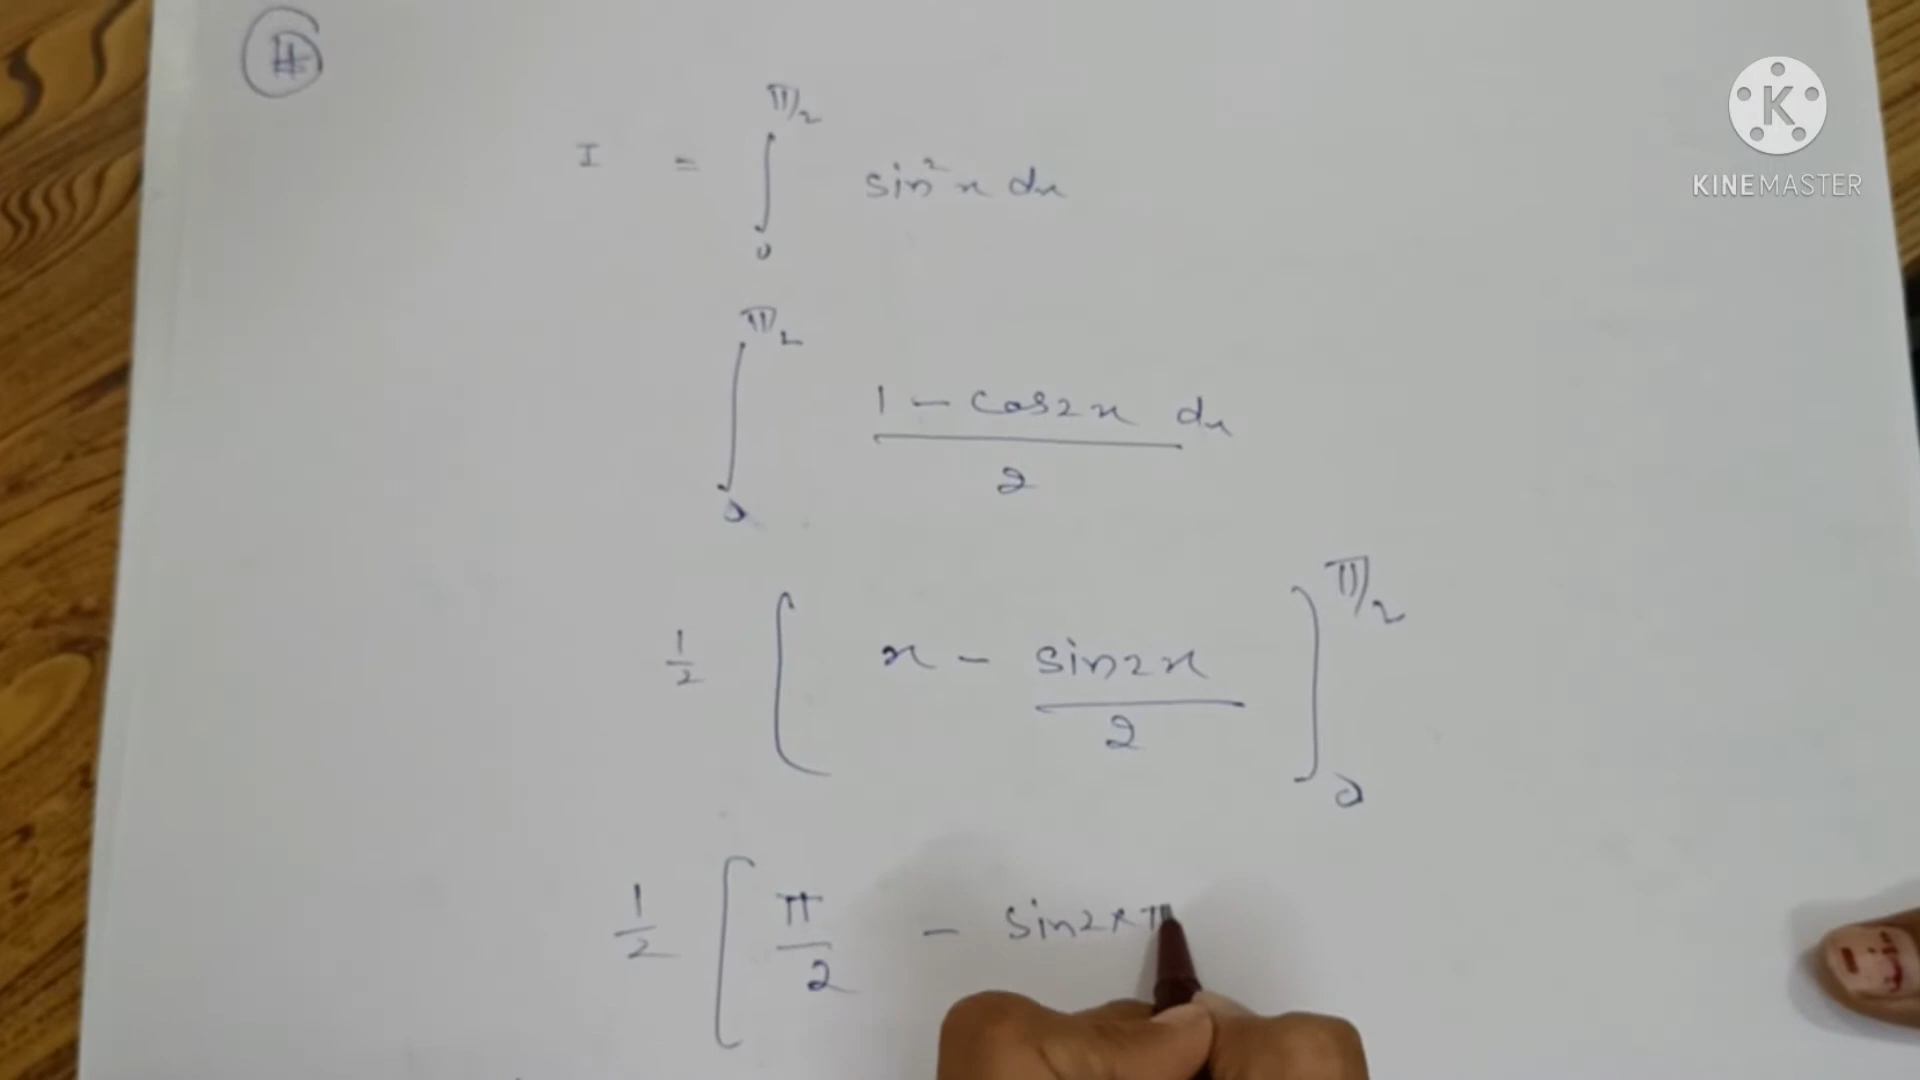 #
I = ∫₀^π/2 sin²x dx
∫₀^π/2 (1 - cos2x)/2 dx
1/2 [ x - sin2x/2 ]₀^π/2
1/2 [ π/2 - sin2×π
KINEMASTER